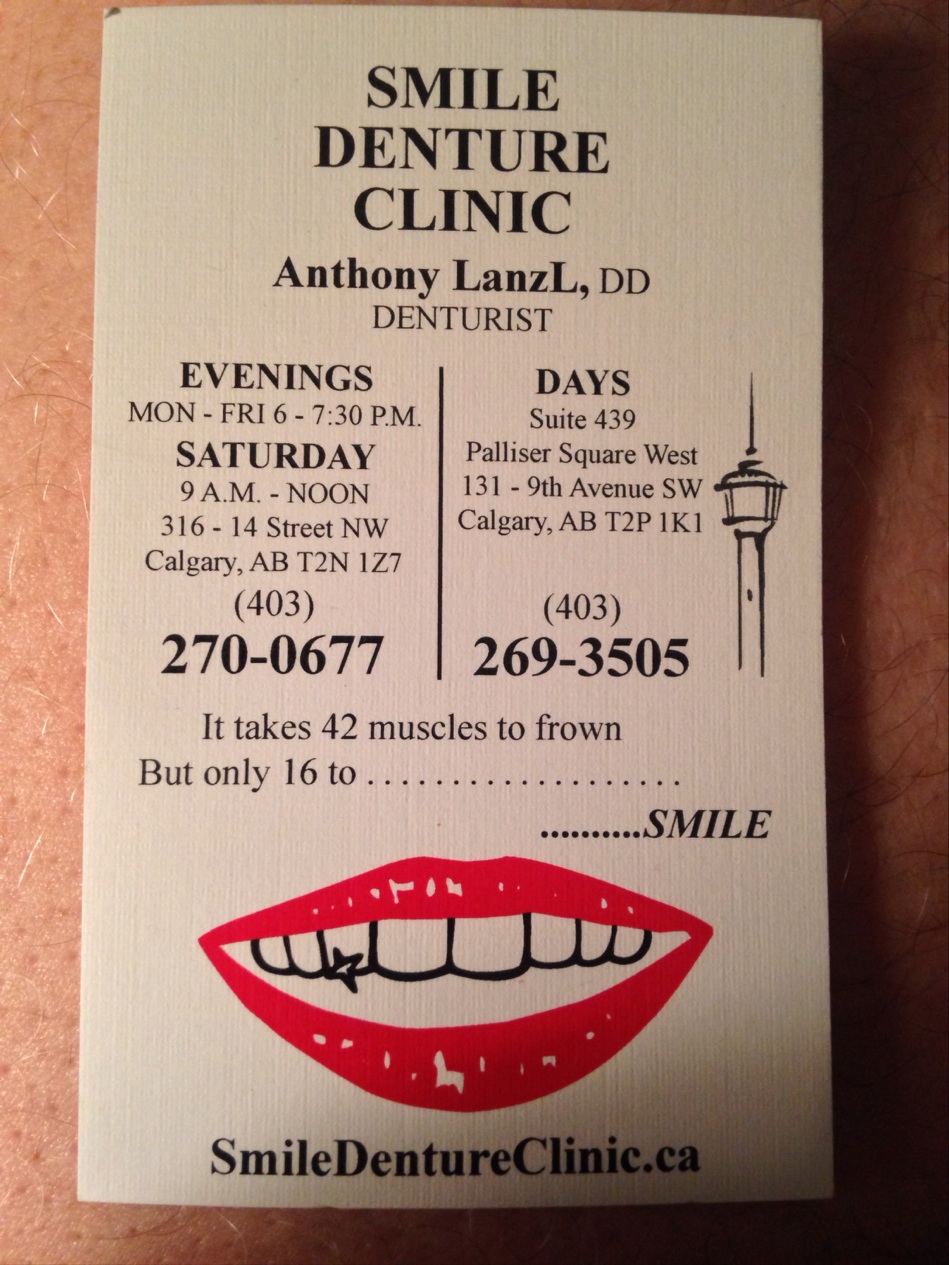 SMILE
DENTURE
CLINIC
Anthony LanzL, DD
DENTURIST
EVENINGS
MON - FRI 6 - 7:30 P.M.
SATURDAY
9 A.M. - NOON
316 - 14 Street NW
Calgary, AB T2N 1Z7
(403)
270-0677
DAYS
Suite 439
Palliser Square West
131 - 9th Avenue SW
Calgary, AB T2P 1K1
(403)
269-3505
It takes 42 muscles to frown
But only 16 to . . . . . . . . . . . . . . . . . . .
..........SMILE
SmileDentureClinic.ca